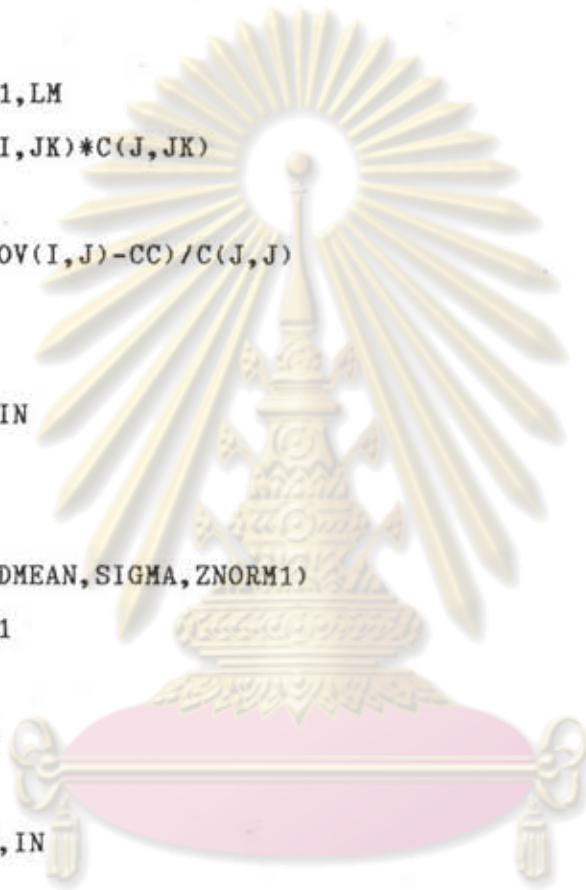 1,LM
I,JK)*C(J,JK)
OV(I,J)-CC)/C(J,J)
IN
DMEAN,SIGMA,ZNORM1)
1
,IN